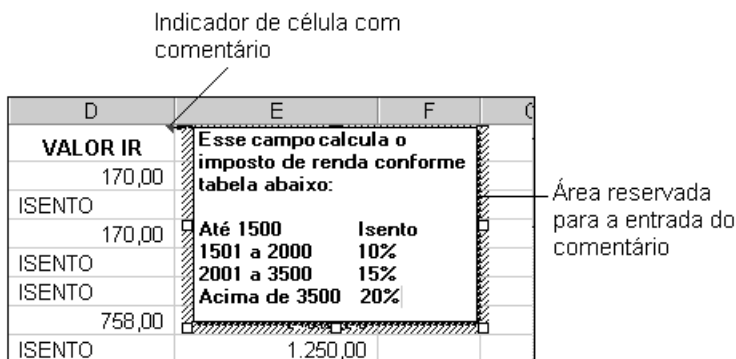 Indicador de célula com
comentário
D E F
VALOR IR
170,00
ISENTO
170,00
ISENTO
ISENTO
758,00
ISENTO 1.250,00
Esse campo calcula o
imposto de renda conforme
tabela abaixo:
Até 1500 Isento
1501 a 2000 10%
2001 a 3500 15%
Acima de 3500 20%
Área reservada
para a entrada do
comentário